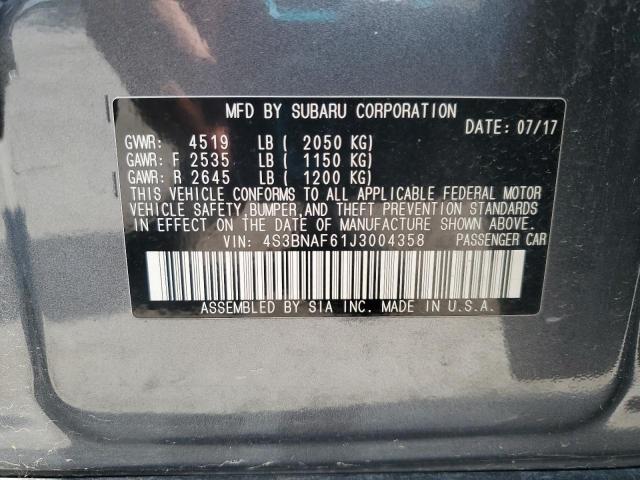 MFD BY SUBARU CORPORATION
DATE: 07/17
GVWR: 4519 LB ( 2050 KG)
GAWR: F 2535 LB ( 1150 KG)
GAWR: R 2645 LB ( 1200 KG)
THIS VEHICLE CONFORMS TO ALL APPLICABLE FEDERAL MOTOR
VEHICLE SAFETY,BUMPER,AND THEFT PREVENTION STANDARDS
IN EFFECT ON THE DATE OF MANUFACTURE SHOWN ABOVE.
VIN: 4S3BNAF61J3004358 PASSENGER CAR
ASSEMBLED BY SIA INC. MADE IN U.S.A.